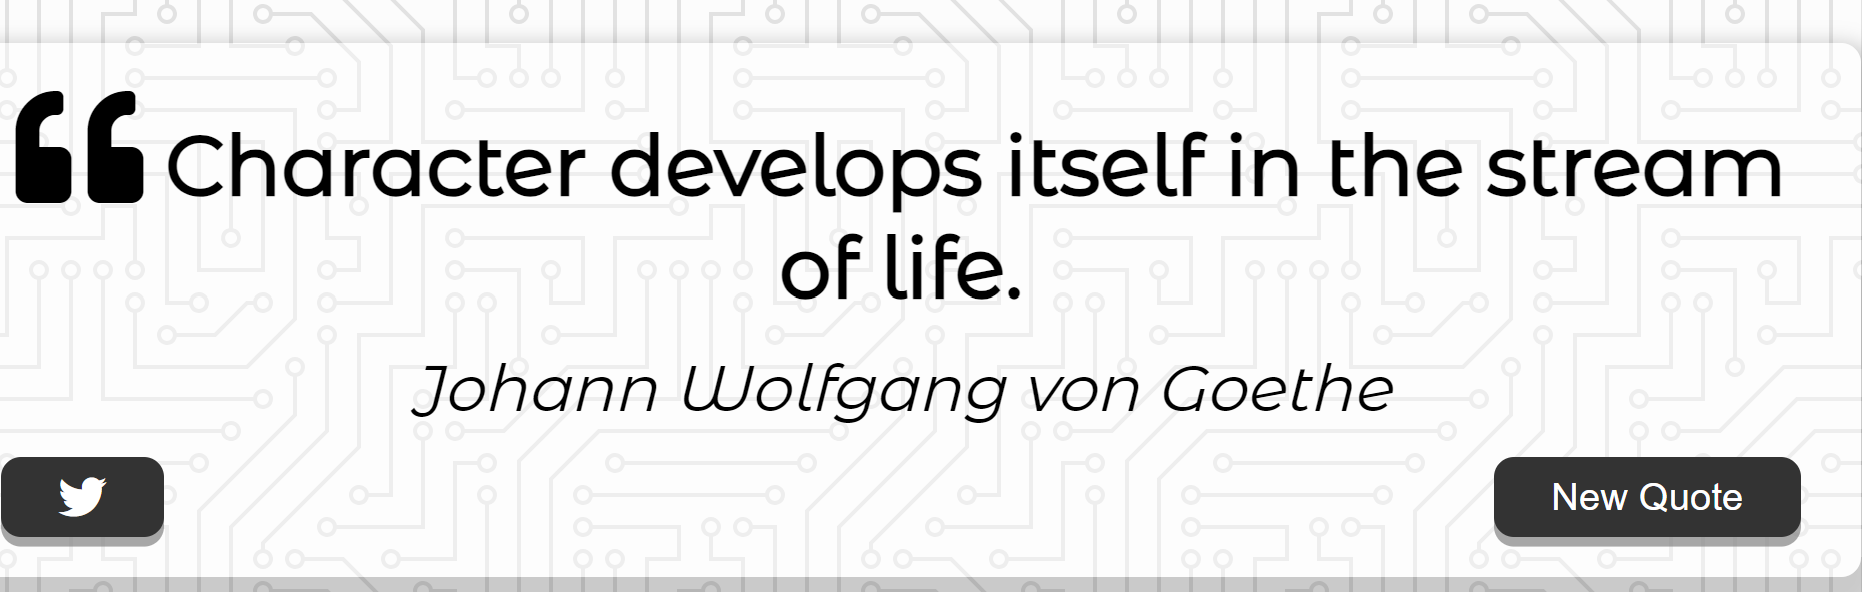 “ Character develops itself in the stream
of life.
Johann Wolfgang von Goethe
New Quote